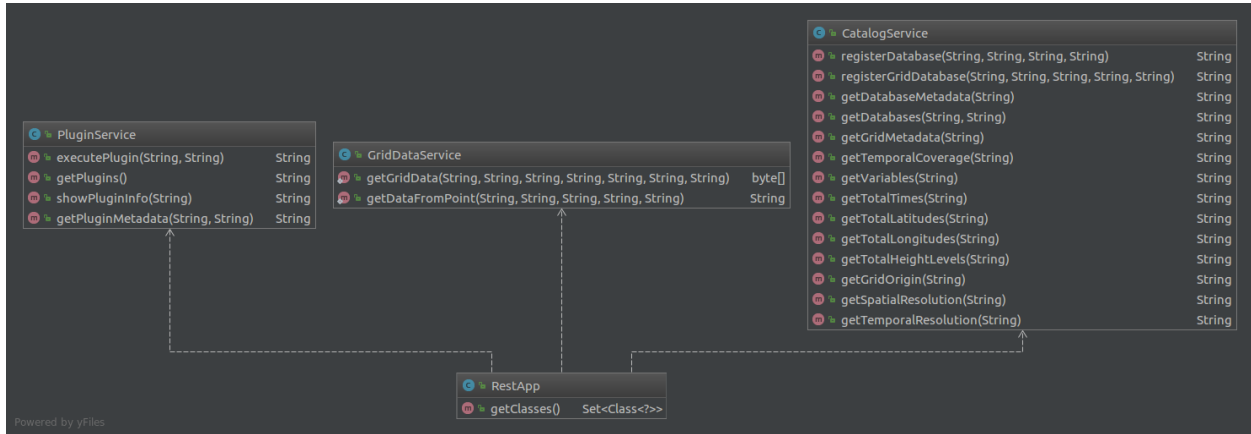 CatalogService
registerDatabase(String, String, String, String) String
registerGridDatabase(String, String, String, String, String) String
getDatabaseMetadata(String) String
getDatabases(String, String) String
getGridMetadata(String) String
getTemporalCoverage(String) String
getVariables(String) String
getTotalTimes(String) String
getTotalLatitudes(String) String
getTotalLongitudes(String) String
getTotalHeightLevels(String) String
getGridOrigin(String) String
getSpatialResolution(String) String
getTemporalResolution(String) String
PluginService
executePlugin(String, String) String
getPlugins() String
showPluginInfo(String) String
getPluginMetadata(String, String) String
GridDataService
getGridData(String, String, String, String, String, String, String) byte[]
getDataFromPoint(String, String, String, String, String) String
RestApp
getClasses() Set<Class<?>>
Powered by yFiles